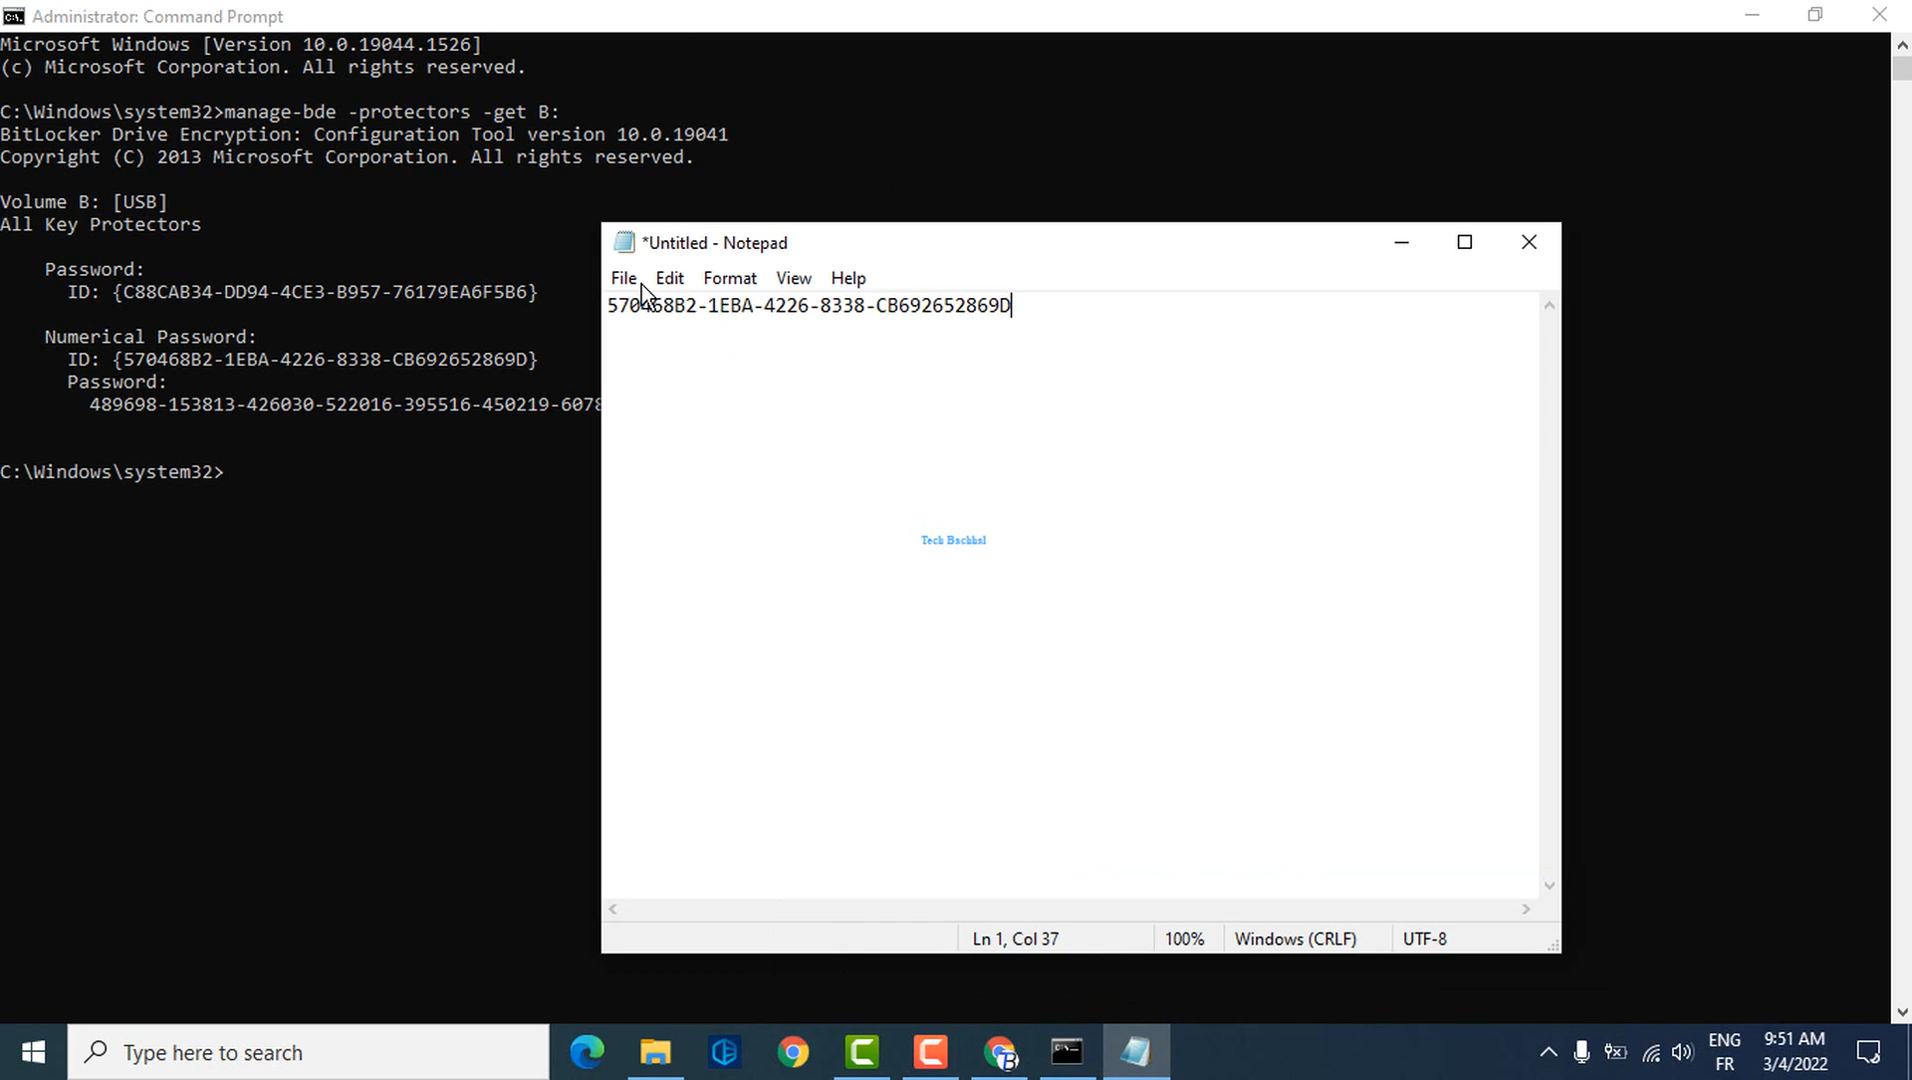 Administrator: Command Prompt
Microsoft Windows [Version 10.0.19044.1526]
(c) Microsoft Corporation. All rights reserved.
C:\Windows\system32>manage-bde -protectors -get B:
BitLocker Drive Encryption: Configuration Tool version 10.0.19041
Copyright (C) 2013 Microsoft Corporation. All rights reserved.
Volume B: [USB]
All Key Protectors
Password:
ID: {C88CAB34-DD94-4CE3-B957-76179EA6F5B6}
Numerical Password:
ID: {570468B2-1EBA-4226-8338-CB692652869D}
Password:
489698-153813-426030-522016-395516-450219-6078
C:\Windows\system32>
*Untitled - Notepad
File Edit Format View Help
570468B2-1EBA-4226-8338-CB692652869D
Tech Bachhal
Ln 1, Col 37
100%
Windows (CRLF)
UTF-8
Type here to search
ENG
FR
9:51 AM
3/4/2022